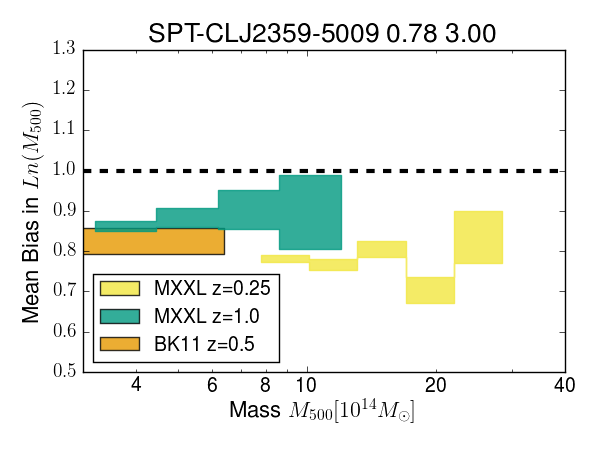 SPT-CLJ2359-5009 0.78 3.00
1.3
1.2
1.1
1.0
0.9
0.8
0.7
0.6
0.5
Mean Bias in Ln(M₅₀₀)
MXXL z=0.25
MXXL z=1.0
BK11 z=0.5
4 6 8 10 20 40
Mass M₅₀₀[10¹⁴M☉]